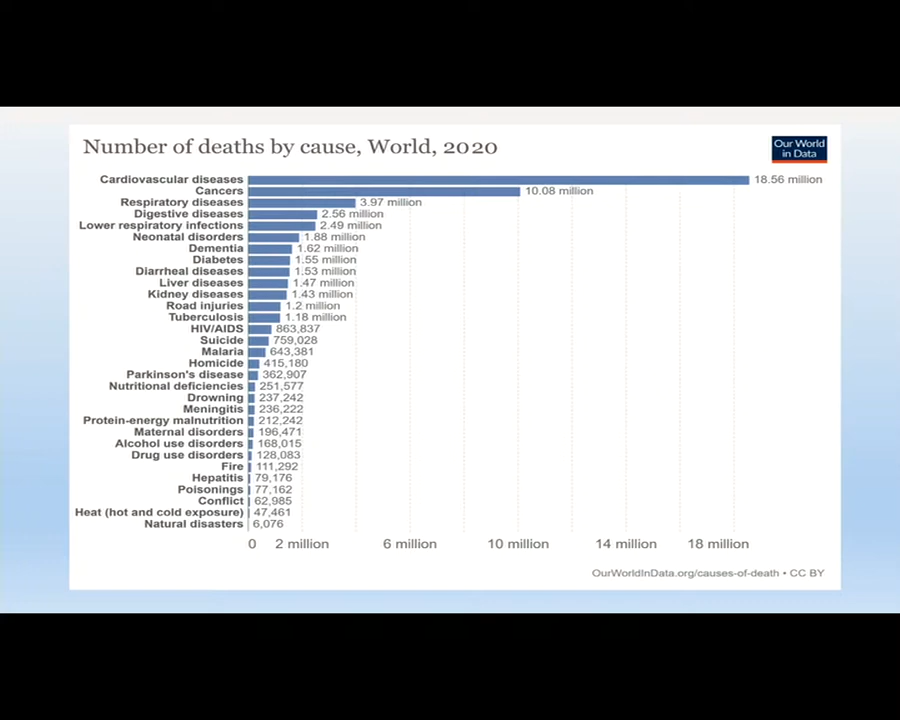 Number of deaths by cause, World, 2020
Our World
in Data
Cardiovascular diseases 18.56 million
Cancers 10.08 million
Respiratory diseases 3.97 million
Digestive diseases 2.56 million
Lower respiratory infections 2.49 million
Neonatal disorders 1.88 million
Dementia 1.62 million
Diabetes 1.55 million
Diarrheal diseases 1.53 million
Liver diseases 1.47 million
Kidney diseases 1.43 million
Road injuries 1.2 million
Tuberculosis 1.18 million
HIV/AIDS 863,837
Suicide 759,028
Malaria 643,381
Homicide 415,180
Parkinson's disease 362,907
Nutritional deficiencies 251,577
Drowning 237,242
Meningitis 236,222
Protein-energy malnutrition 212,242
Maternal disorders 196,471
Alcohol use disorders 168,015
Drug use disorders 128,083
Fire 111,292
Hepatitis 79,176
Poisonings 77,162
Conflict 62,985
Heat (hot and cold exposure) 47,461
Natural disasters 6,076
0 2 million 6 million 10 million 14 million 18 million
OurWorldInData.org/causes-of-death • CC BY